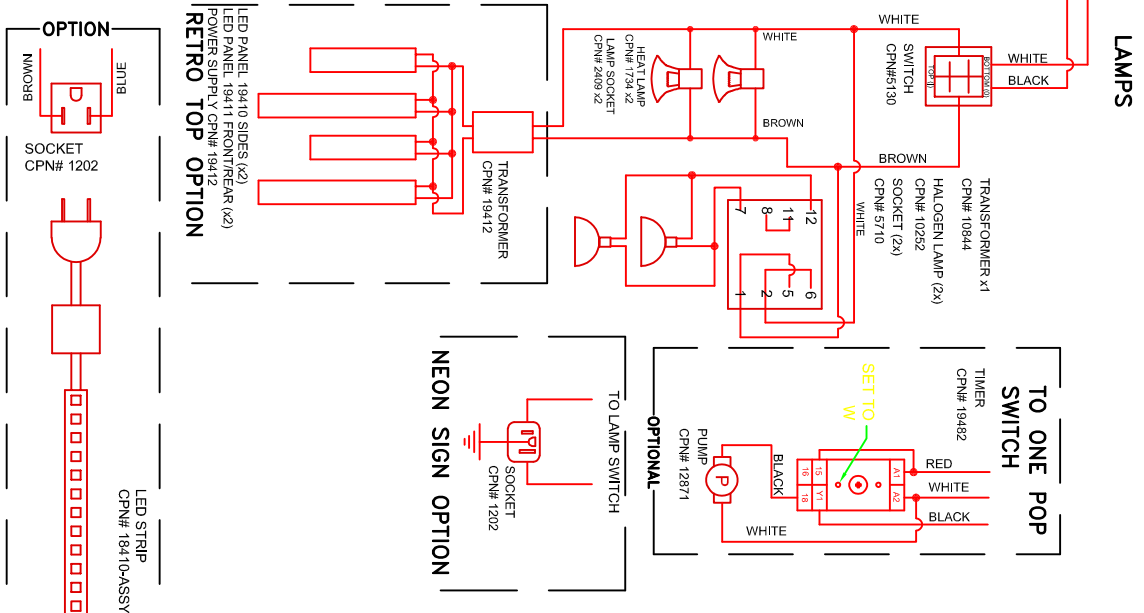 LAMPS
WHITE
WHITE
BLACK
BOTTOM (0)
TOP (I)
SWITCH
CPN#5130
WHITE
BROWN
BROWN
WHITE
HEAT LAMP
CPN# 1734 x2
LAMP SOCKET
CPN# 2409 x2
TRANSFORMER x1
CPN# 10844
HALOGEN LAMP (2x)
CPN# 10252
SOCKET (2x)
CPN# 5710
12
11
8
7
6
5
2
1
TRANSFORMER
CPN# 19412
LED PANEL 19410 SIDES (x2)
LED PANEL 19411 FRONT/REAR (x2)
POWER SUPPLY CPN# 19412
RETRO TOP OPTION
OPTION
BLUE
BROWN
SOCKET
CPN# 1202
LED STRIP
CPN# 18410-ASSY
TO LAMP SWITCH
SOCKET
CPN# 1202
NEON SIGN OPTION
TO ONE POP
SWITCH
TIMER
CPN# 19482
SET TO
W
RED
WHITE
BLACK
A1
A2
15
Y1
16
18
BLACK
WHITE
PUMP
CPN# 12871
P
OPTIONAL